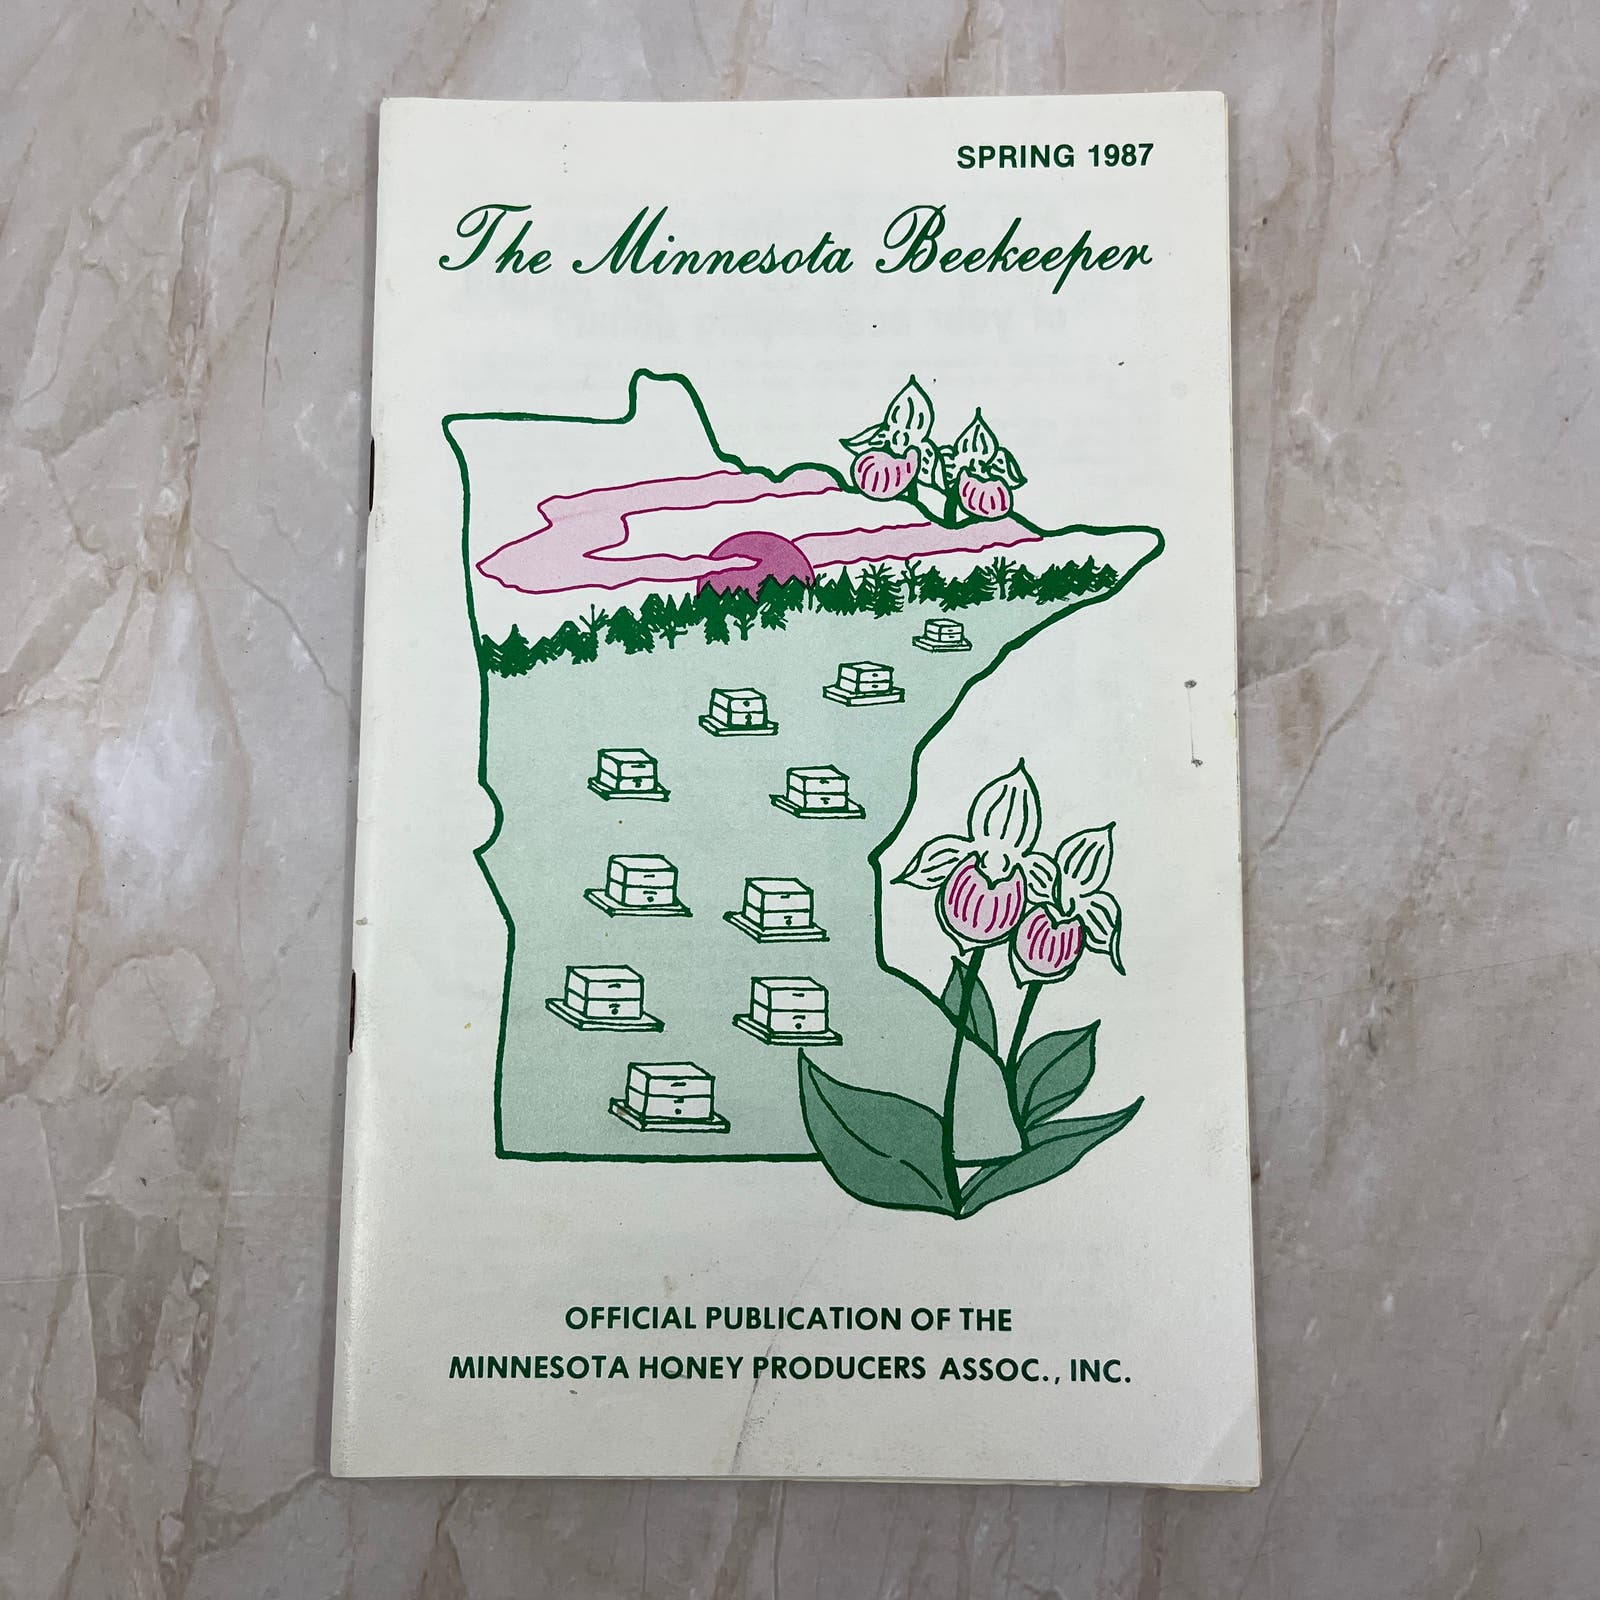 SPRING 1987
The Minnesota Beekeeper
OFFICIAL PUBLICATION OF THE
MINNESOTA HONEY PRODUCERS ASSOC., INC.